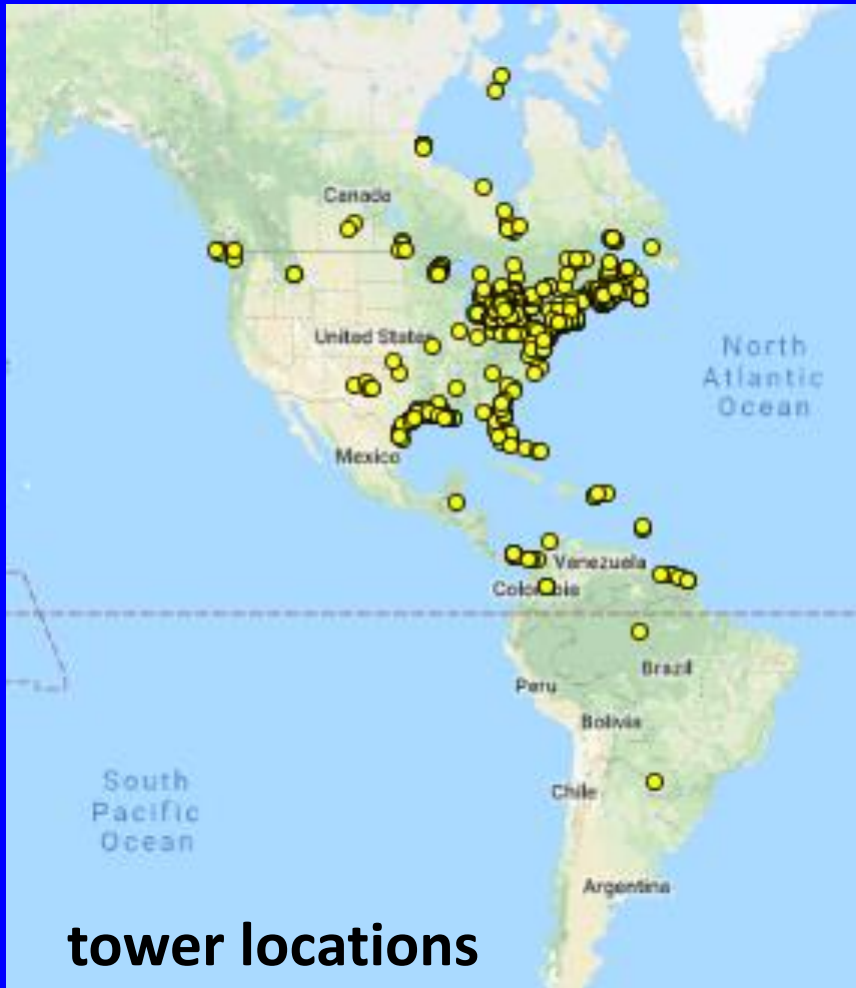 Canada
United States
North
Atlantic
Ocean
Mexico
Venezuela
Colombia
Brazil
Peru
Bolivia
South
Pacific
Ocean
Chile
Argentina
tower locations